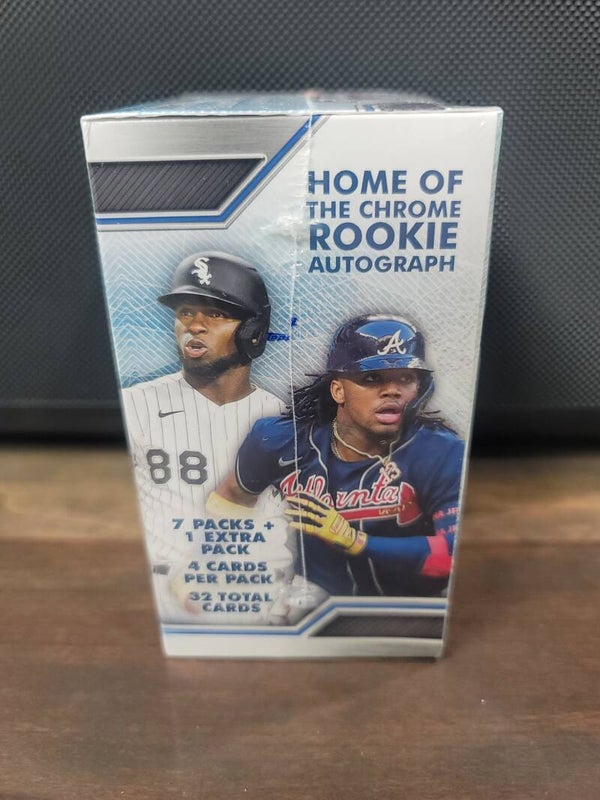 HOME OF
THE CHROME
ROOKIE
AUTOGRAPH
Topps
A
88
Atlanta
7 PACKS +
1 EXTRA
PACK
4 CARDS
PER PACK
32 TOTAL
CARDS